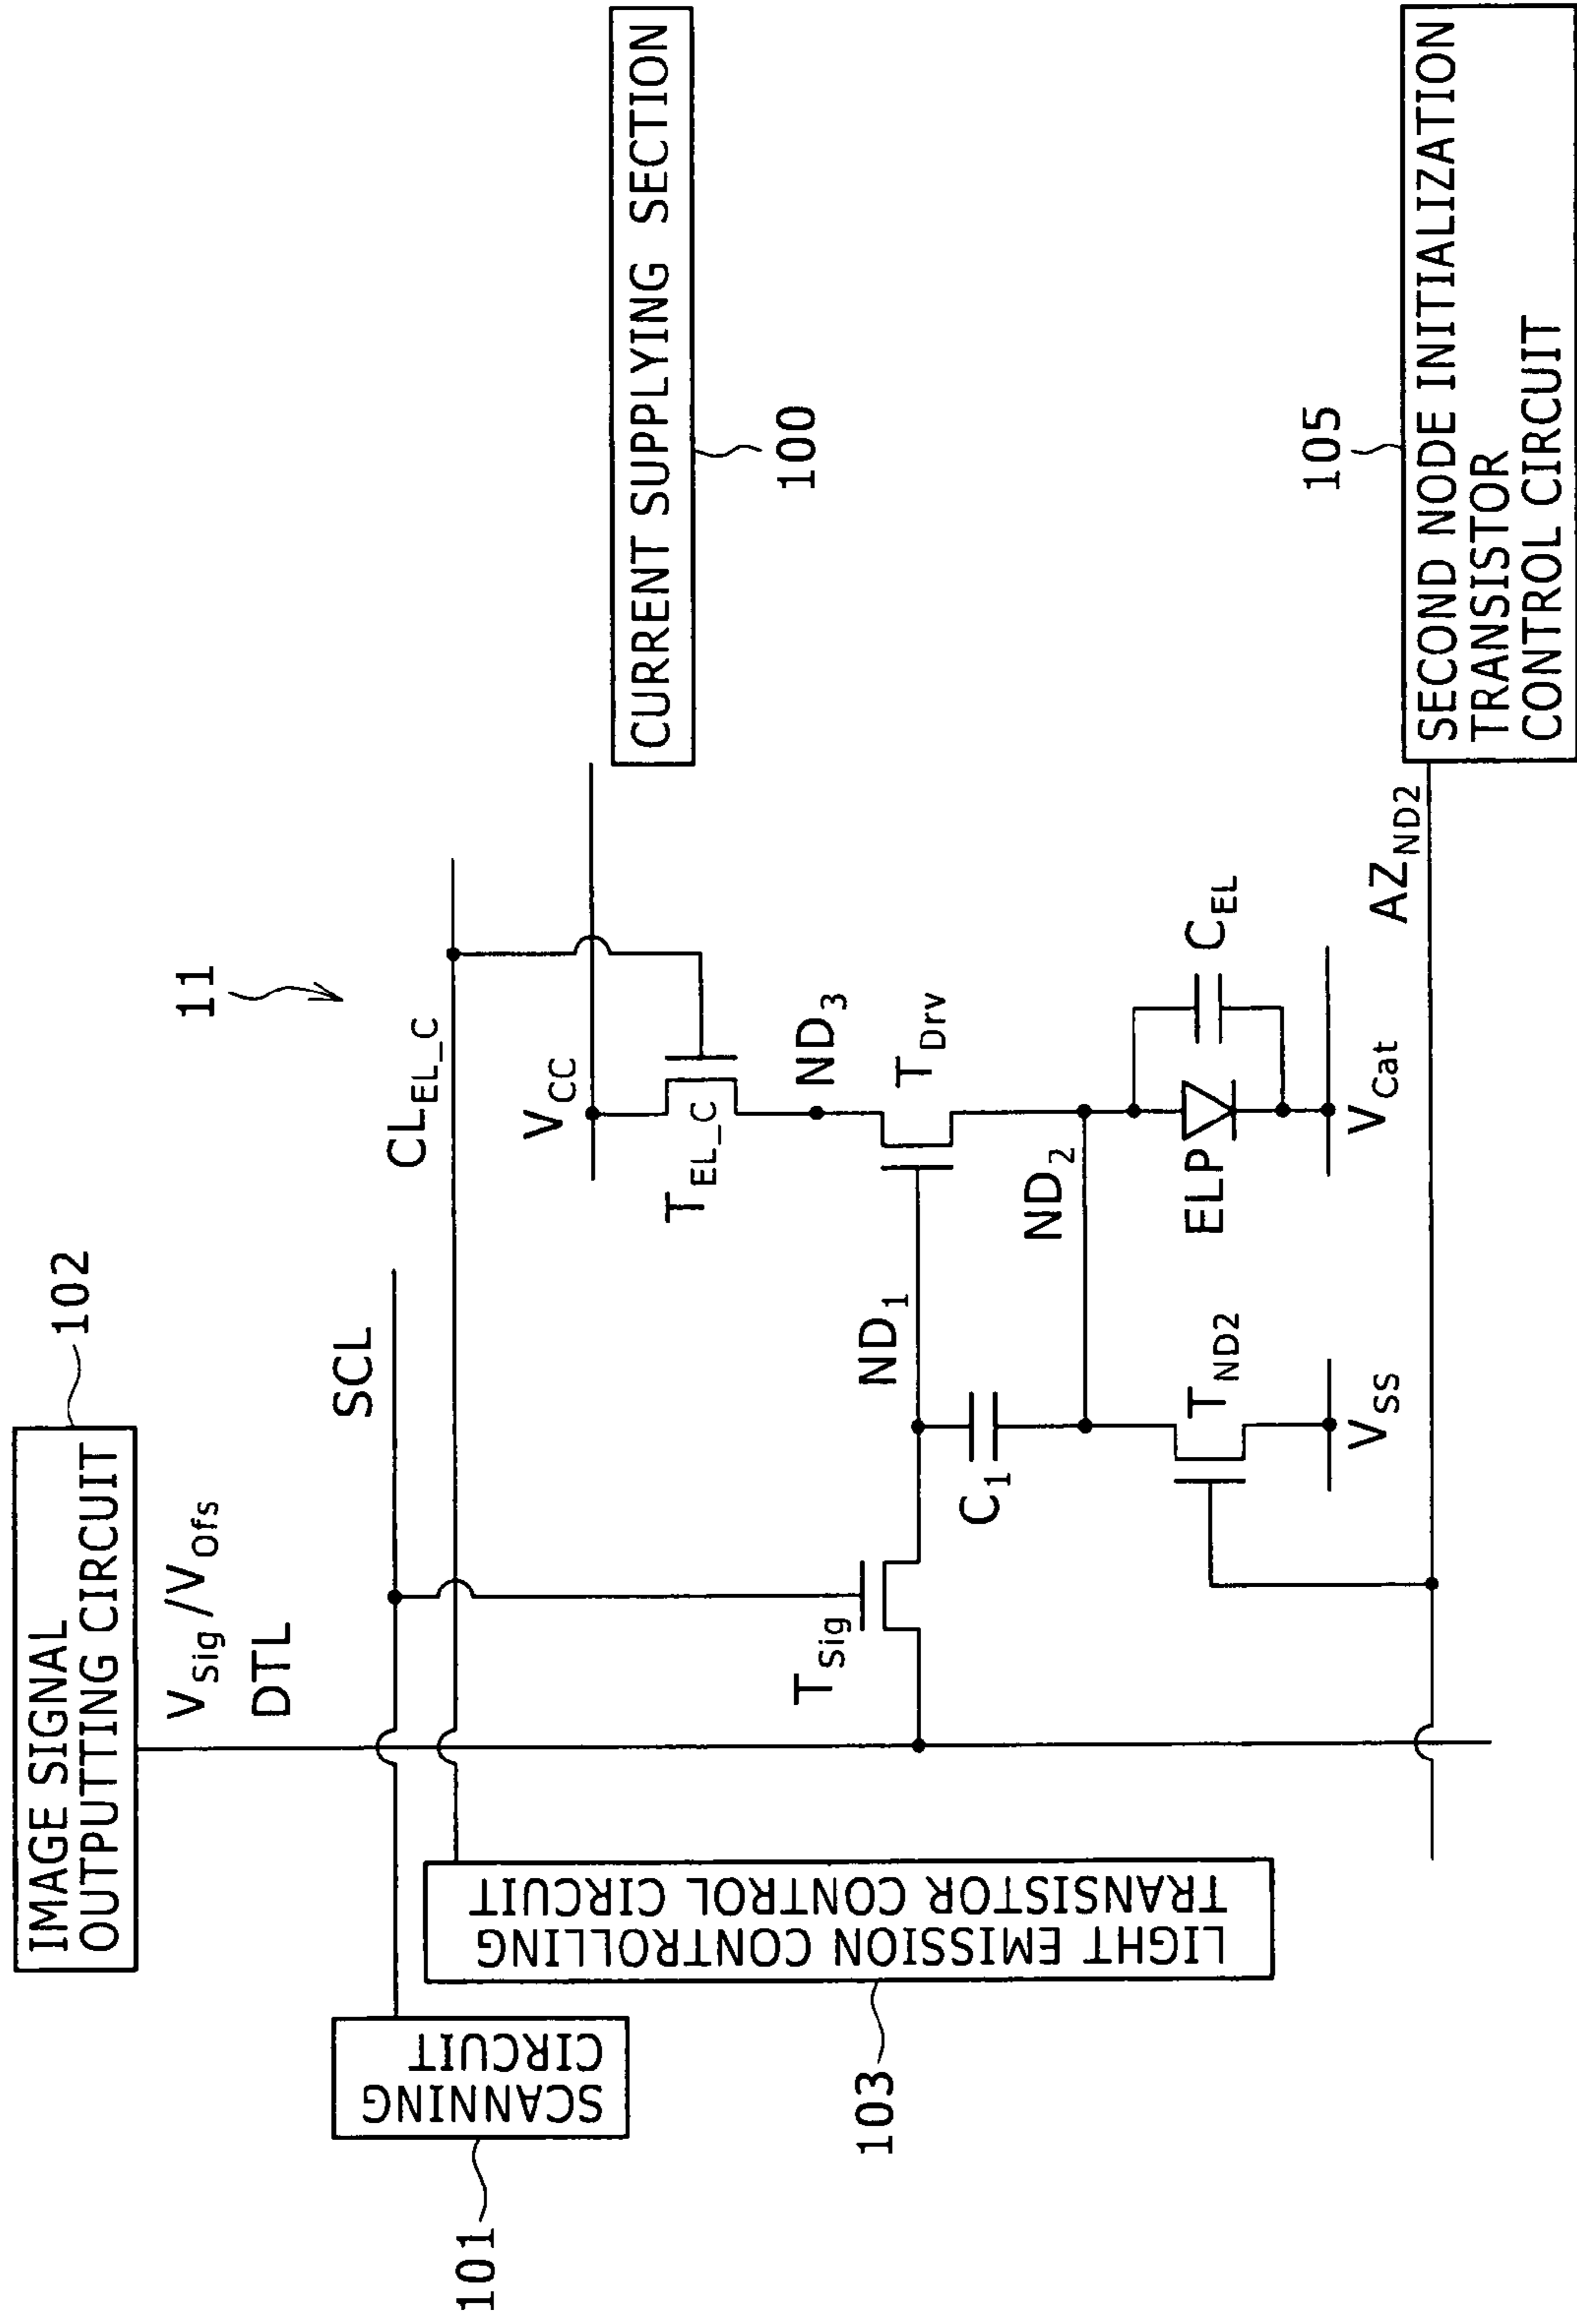 IMAGE SIGNAL
OUTPUTTING CIRCUIT
102
V_Sig/V_Ofs
DTL
SCL
11
CL_EL_C
SCANNING
CIRCUIT
101
LIGHT EMISSION CONTROLLING
TRANSISTOR CONTROL CIRCUIT
103
V_CC
T_EL_C
CURRENT SUPPLYING SECTION
100
ND_3
T_Sig
ND_1
T_Drv
C_1
ND_2
T_ND2
ELP
C_EL
V_SS
V_Cat
AZ_ND2
105
SECOND NODE INITIALIZATION
TRANSISTOR
CONTROL CIRCUIT